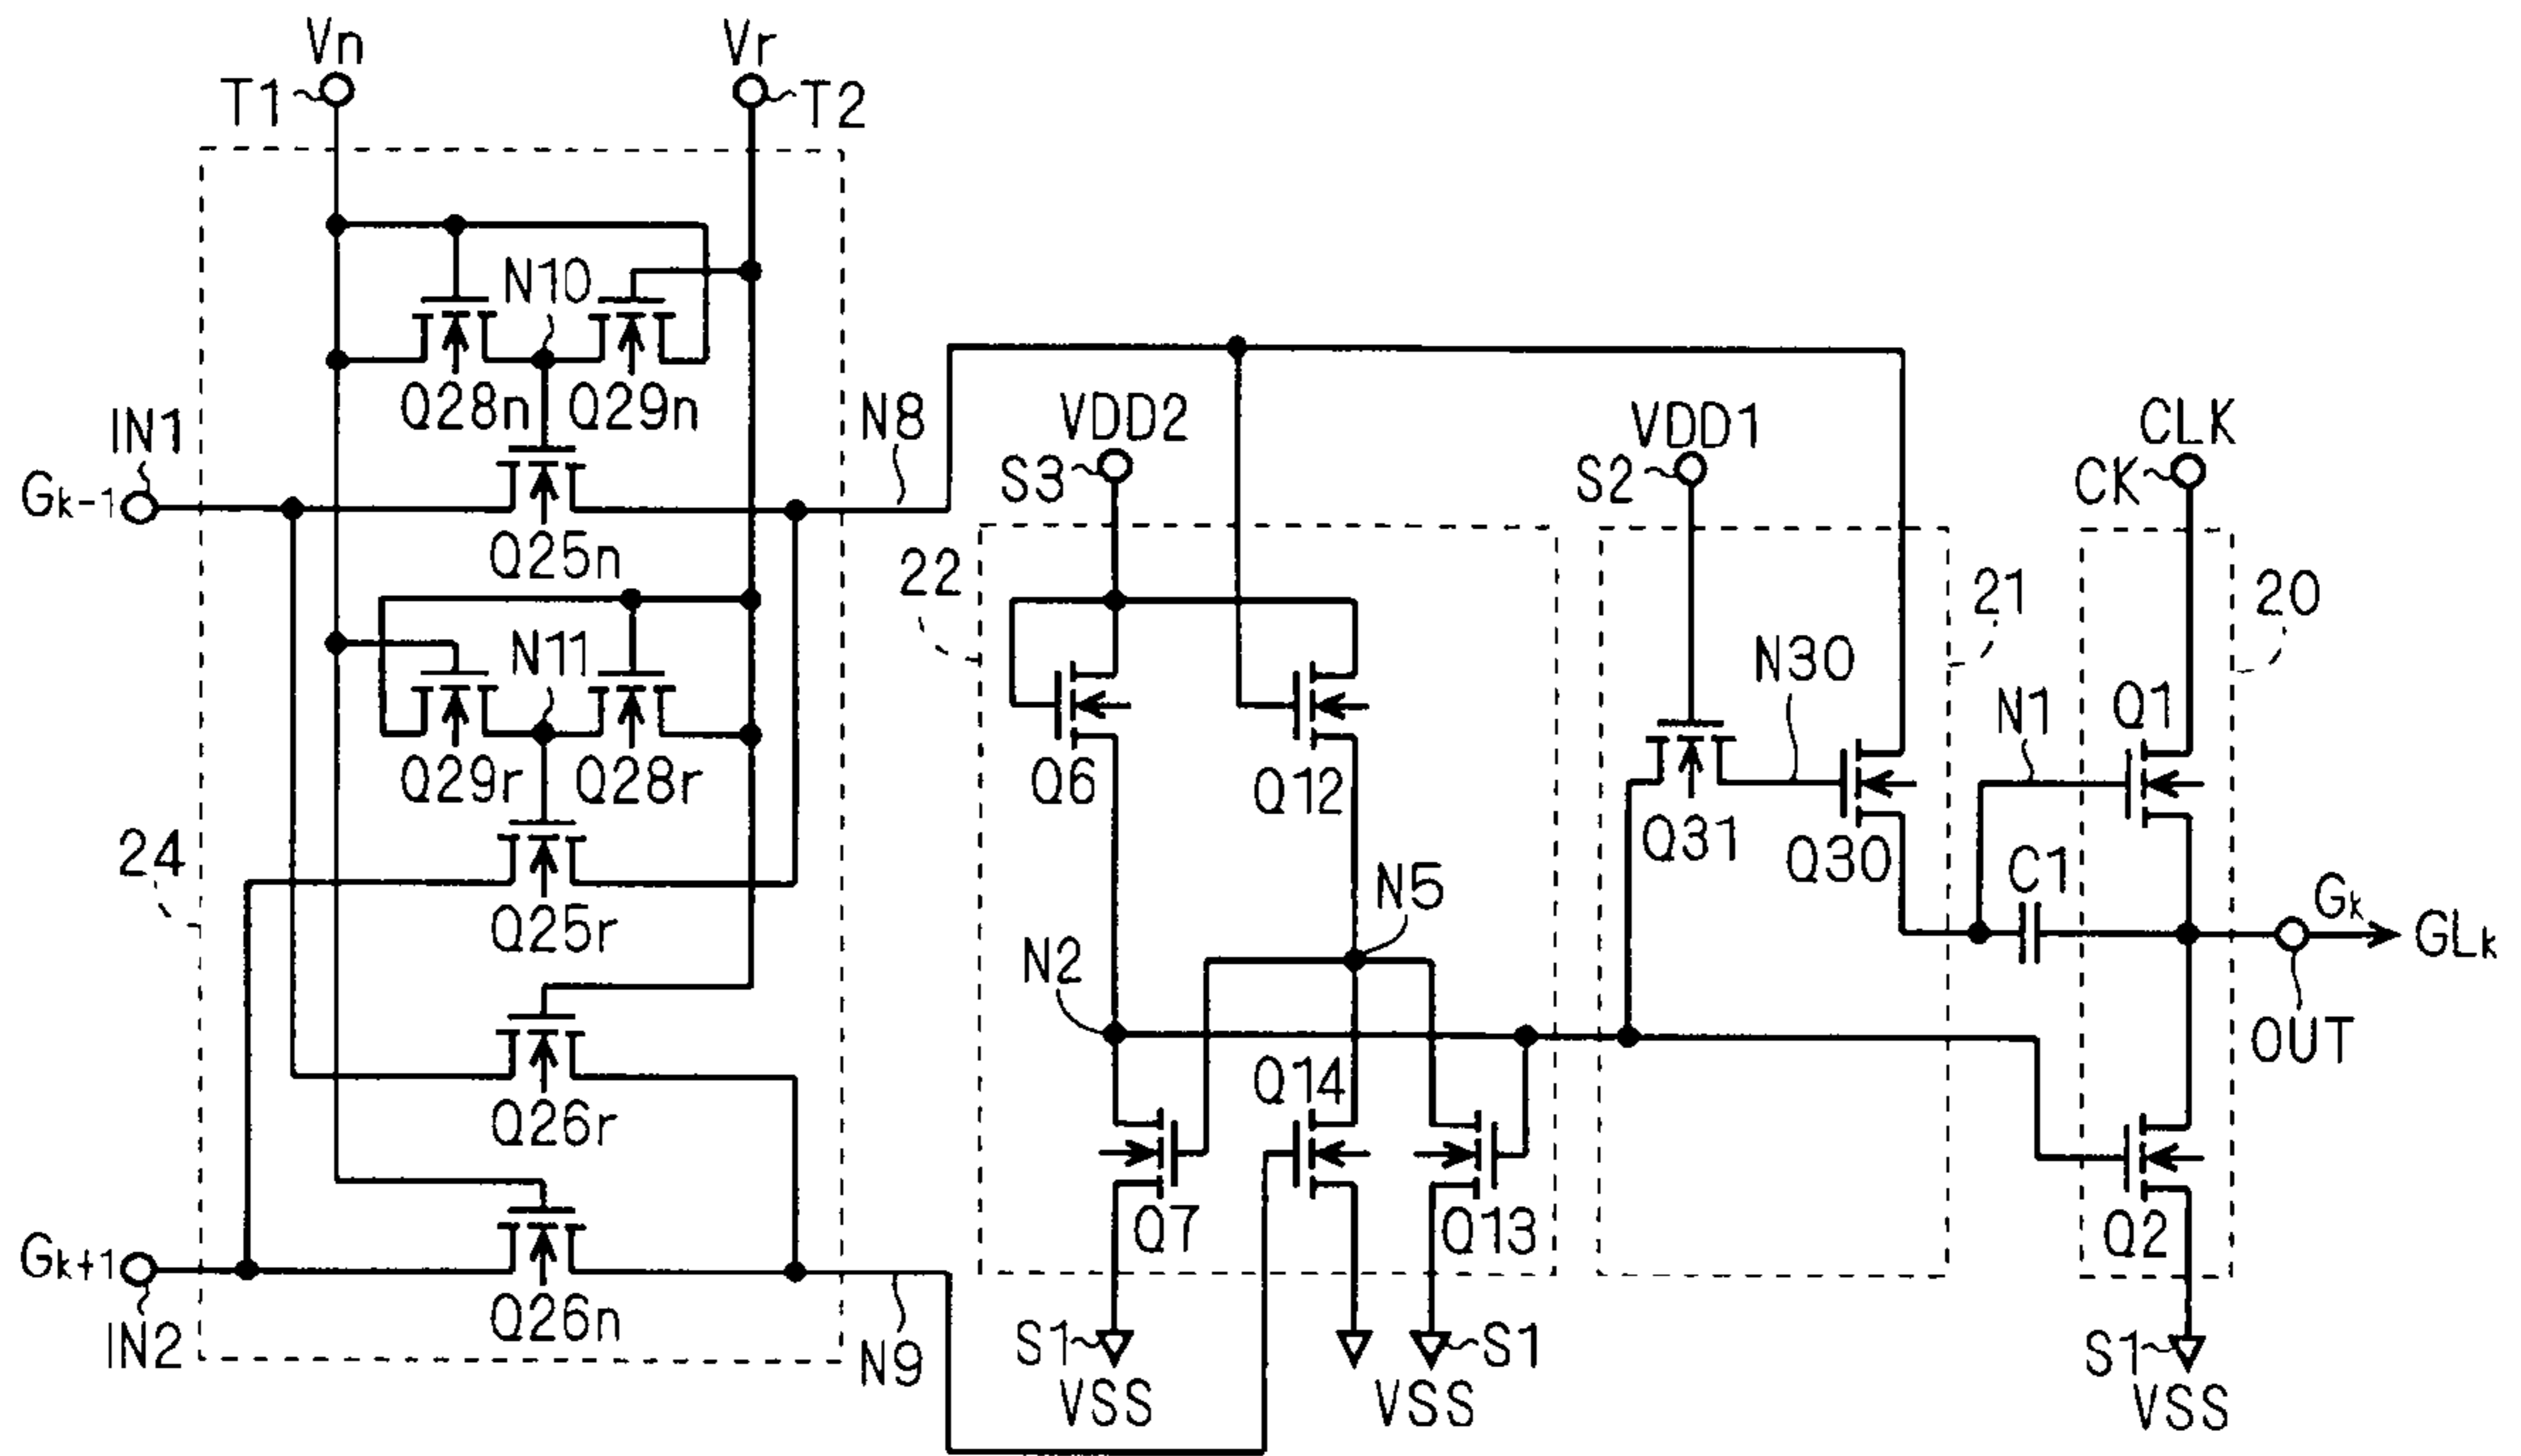 Vn
Vr
T1
T2
N10
Q28n
Q29n
IN1
N8
VDD2
VDD1
CLK
S3
S2
CK
Gk-1
Q25n
22
21
20
N11
N30
N1
Q1
Q29r
Q28r
Q6
Q12
Q31
Q30
24
C1
Q25r
N5
Gk
GLk
N2
OUT
Q26r
Q14
Q7
Q13
Q2
Gk+1
Q26n
IN2
N9
S1
S1
S1
VSS
VSS
VSS